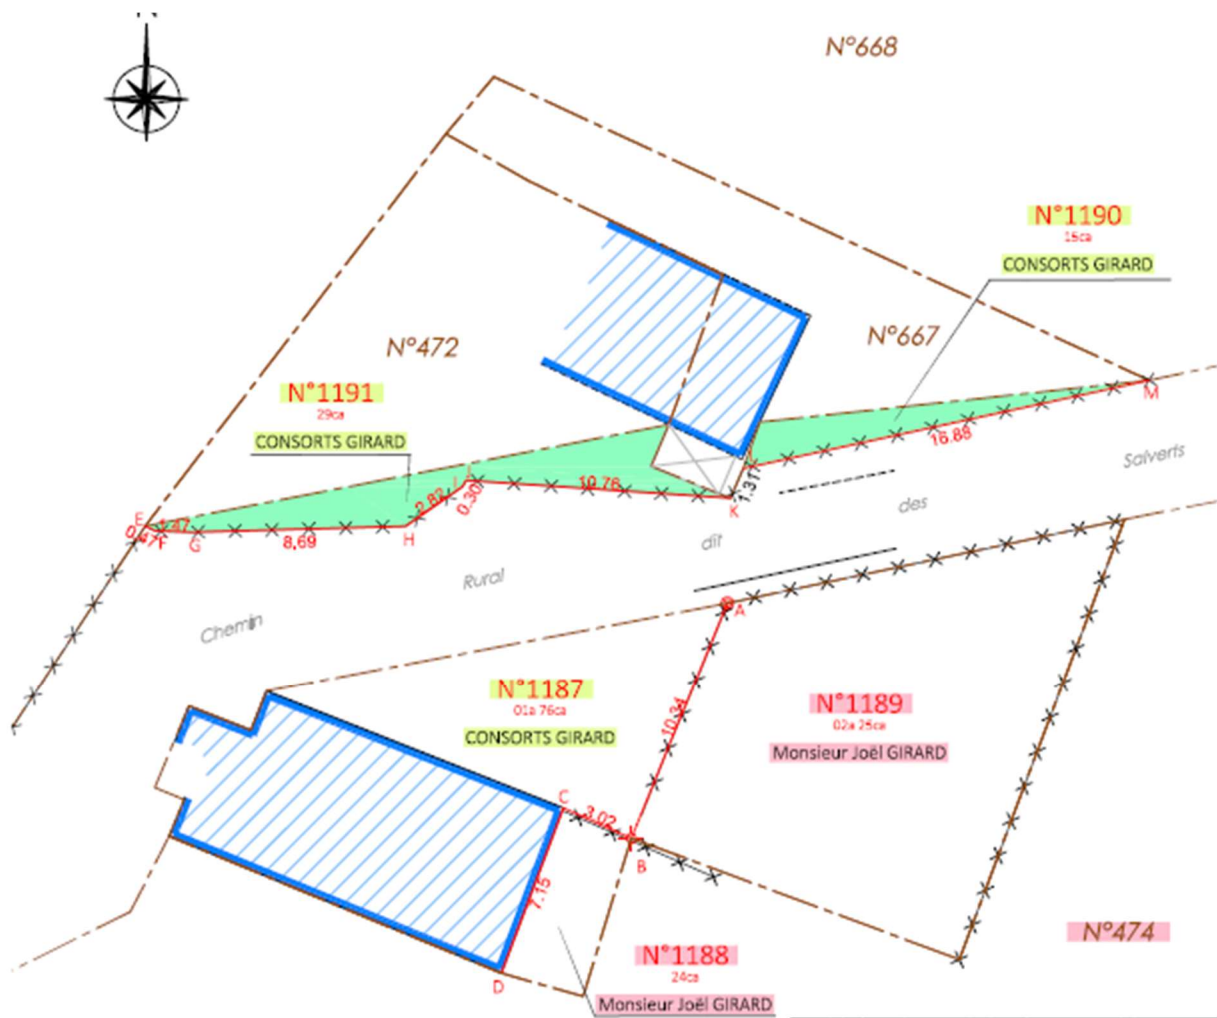 N
N°668
N°1190
15ca
CONSORTS GIRARD
N°667
N°472
N°1191
29ca
CONSORTS GIRARD
M
16.88
Salverts
10.76
1.31
K
I
0.30
2.82
E
1.47
0.47
F
G
8.69
H
des
dit
Rural
Chemin
A
N°1187
01a 76ca
CONSORTS GIRARD
10.34
N°1189
02a 25ca
Monsieur Joël GIRARD
C
3.02
B
7.15
N°474
N°1188
24ca
D
Monsieur Joël GIRARD